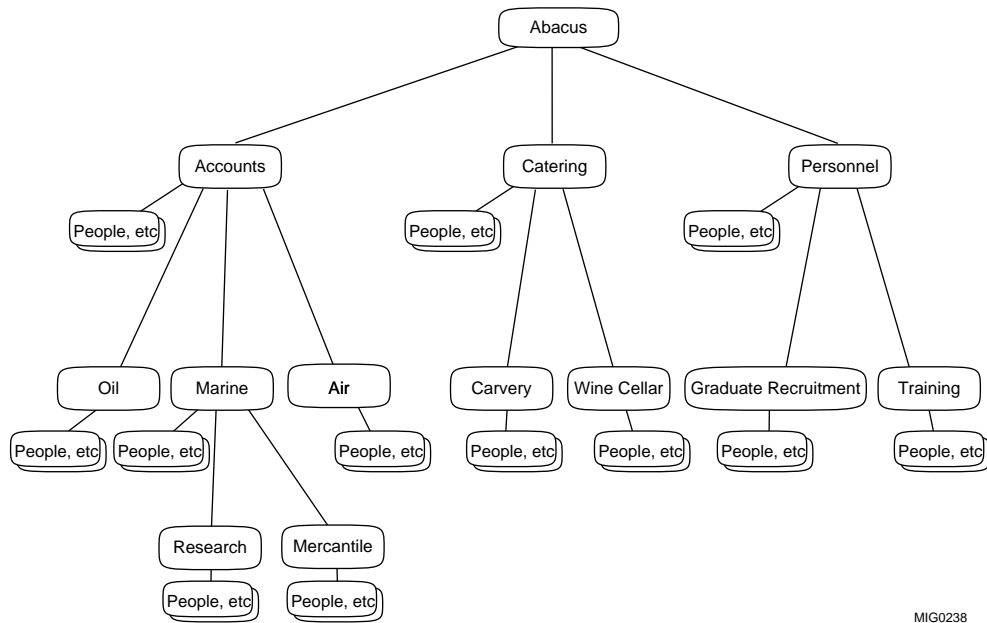 Abacus
Accounts
Catering
Personnel
People, etc
People, etc
People, etc
Oil
Marine
Air
Carvery
Wine Cellar
Graduate Recruitment
Training
People, etc
People, etc
People, etc
People, etc
People, etc
People, etc
People, etc
Research
Mercantile
People, etc
People, etc
MIG0238